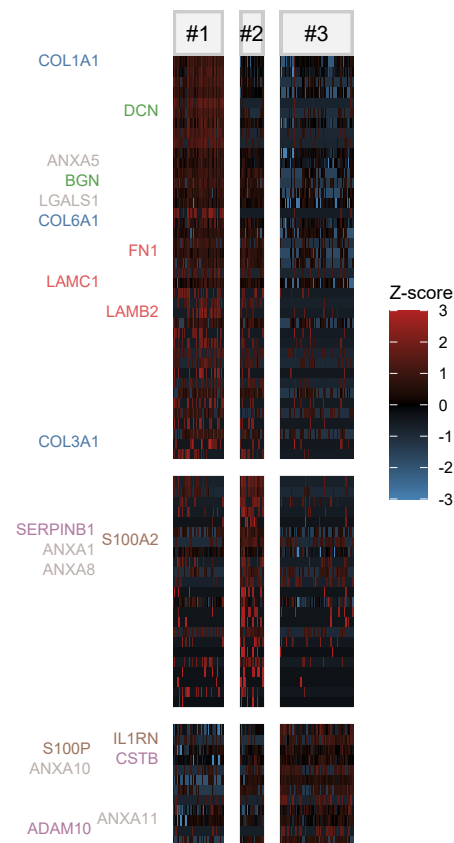 #1 #2 #3
COL1A1
DCN
ANXA5
BGN
LGALS1
COL6A1
FN1
LAMC1
LAMB2
COL3A1
Z-score
3
2
1
0
-1
-2
-3
SERPINB1
S100A2
ANXA1
ANXA8
IL1RN
S100P
CSTB
ANXA10
ANXA11
ADAM10